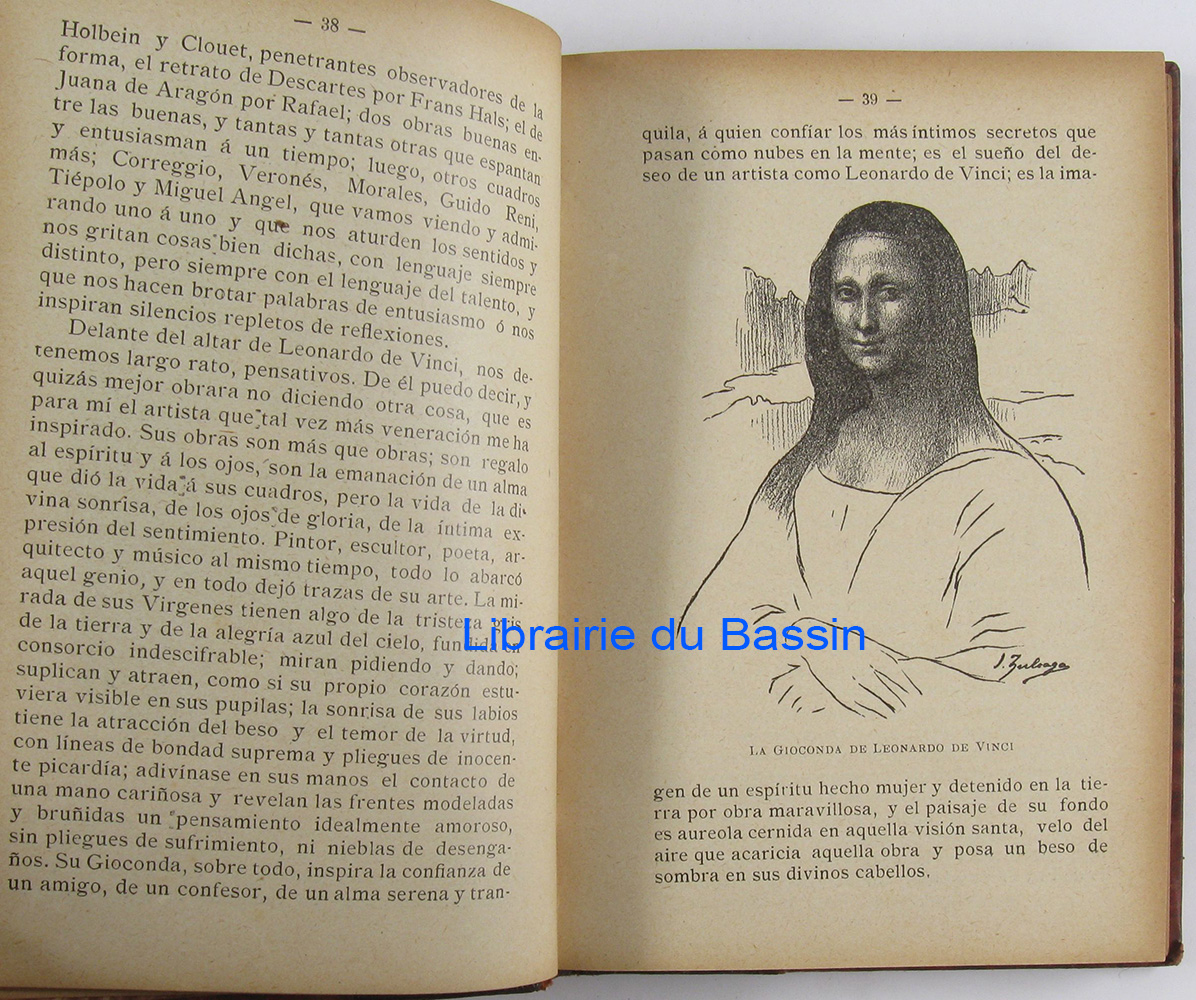 — 38 —
Holbein y Clouet, penetrantes observadores de la
forma, el retrato de Descartes por Frans Hals; el de
Juana de Aragón por Rafael; dos obras buenas en-
tre las buenas, y tantas y tantas otras que espantan
y entusiasman á un tiempo; luego, otros cuadros
más; Correggio, Veronés, Morales, Guido Reni,
Tiépolo y Miguel Angel, que vamos viendo y admi-
rando uno á uno y que nos aturden los sentidos y
nos gritan cosas bien dichas, con lenguaje siempre
distinto, pero siempre con el lenguaje del talento, y
que nos hacen brotar palabras de entusiasmo ó nos
inspiran silencios repletos de reflexiones.
Delante del altar de Leonardo de Vinci, nos de-
tenemos largo rato, pensativos. De él puedo decir, y
quizás mejor obrara no diciendo otra cosa, que es
para mí el artista que tal vez más veneración me ha
inspirado. Sus obras son más que obras; son regalo
al espíritu y á los ojos, son la emanación de un alma
que dió la vida á sus cuadros, pero la vida de la di-
vina sonrisa, de los ojos de gloria, de la íntima ex-
presión del sentimiento. Pintor, escultor, poeta, ar-
quitecto y músico al mismo tiempo, todo lo abarcó
aquel genio, y en todo dejó trazas de su arte. La mi-
rada de sus Vírgenes tienen algo de la tristeza gris
de la tierra y de la alegría azul del cielo, fundida en
consorcio indescifrable; miran pidiendo y dando;
suplican y atraen, como si su propio corazón estu-
viera visible en sus pupilas; la sonrisa de sus labios
tiene la atracción del beso y el temor de la virtud,
con líneas de bondad suprema y pliegues de inocen-
te picardía; adivínase en sus manos el contacto de
una mano cariñosa y revelan las frentes modeladas
y bruñidas un pensamiento idealmente amoroso,
sin pliegues de sufrimiento, ni nieblas de desenga-
ños. Su Gioconda, sobre todo, inspira la confianza de
un amigo, de un confesor, de un alma serena y tran-
— 39 —
quila, á quien confíar los más íntimos secretos que
pasan cómo nubes en la mente; es el sueño del de-
seo de un artista como Leonardo de Vinci; es la ima-
I. Zuloaga
LA GIOCONDA DE LEONARDO DE VINCI
gen de un espíritu hecho mujer y detenido en la tie-
rra por obra maravillosa, y el paisaje de su fondo
es aureola cernida en aquella visión santa, velo del
aire que acaricia aquella obra y posa un beso de
sombra en sus divinos cabellos.
Librairie du Bassin